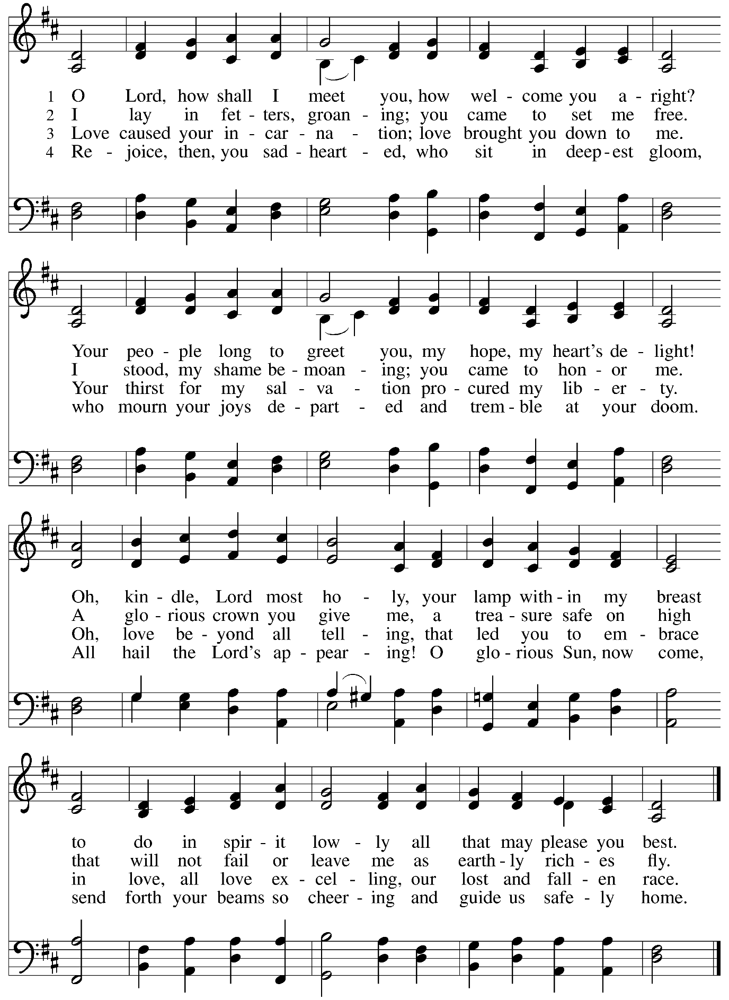 1 O Lord, how shall I meet you, how wel - come you a - right?
2 I lay in fet - ters, groan - ing; you came to set me free.
3 Love caused your in - car - na - tion; love brought you down to me.
4 Re - joice, then, you sad - heart - ed, who sit in deep - est gloom,
Your peo - ple long to greet you, my hope, my heart's de - light!
I stood, my shame be - moan - ing; you came to hon - or me.
Your thirst for my sal - va - tion pro - cured my lib - er - ty.
who mourn your joys de - part - ed and trem - ble at your doom.
Oh, kin - dle, Lord most ho - ly, your lamp with - in my breast
A glo - rious crown you give me, a trea - sure safe on high
Oh, love be - yond all tell - ing, that led you to em - brace
All hail the Lord's ap - pear - ing! O glo - rious Sun, now come,
to do in spir - it low - ly all that may please you best.
that will not fail or leave me as earth - ly rich - es fly.
in love, all love ex - cel - ling, our lost and fall - en race.
send forth your beams so cheer - ing and guide us safe - ly home.